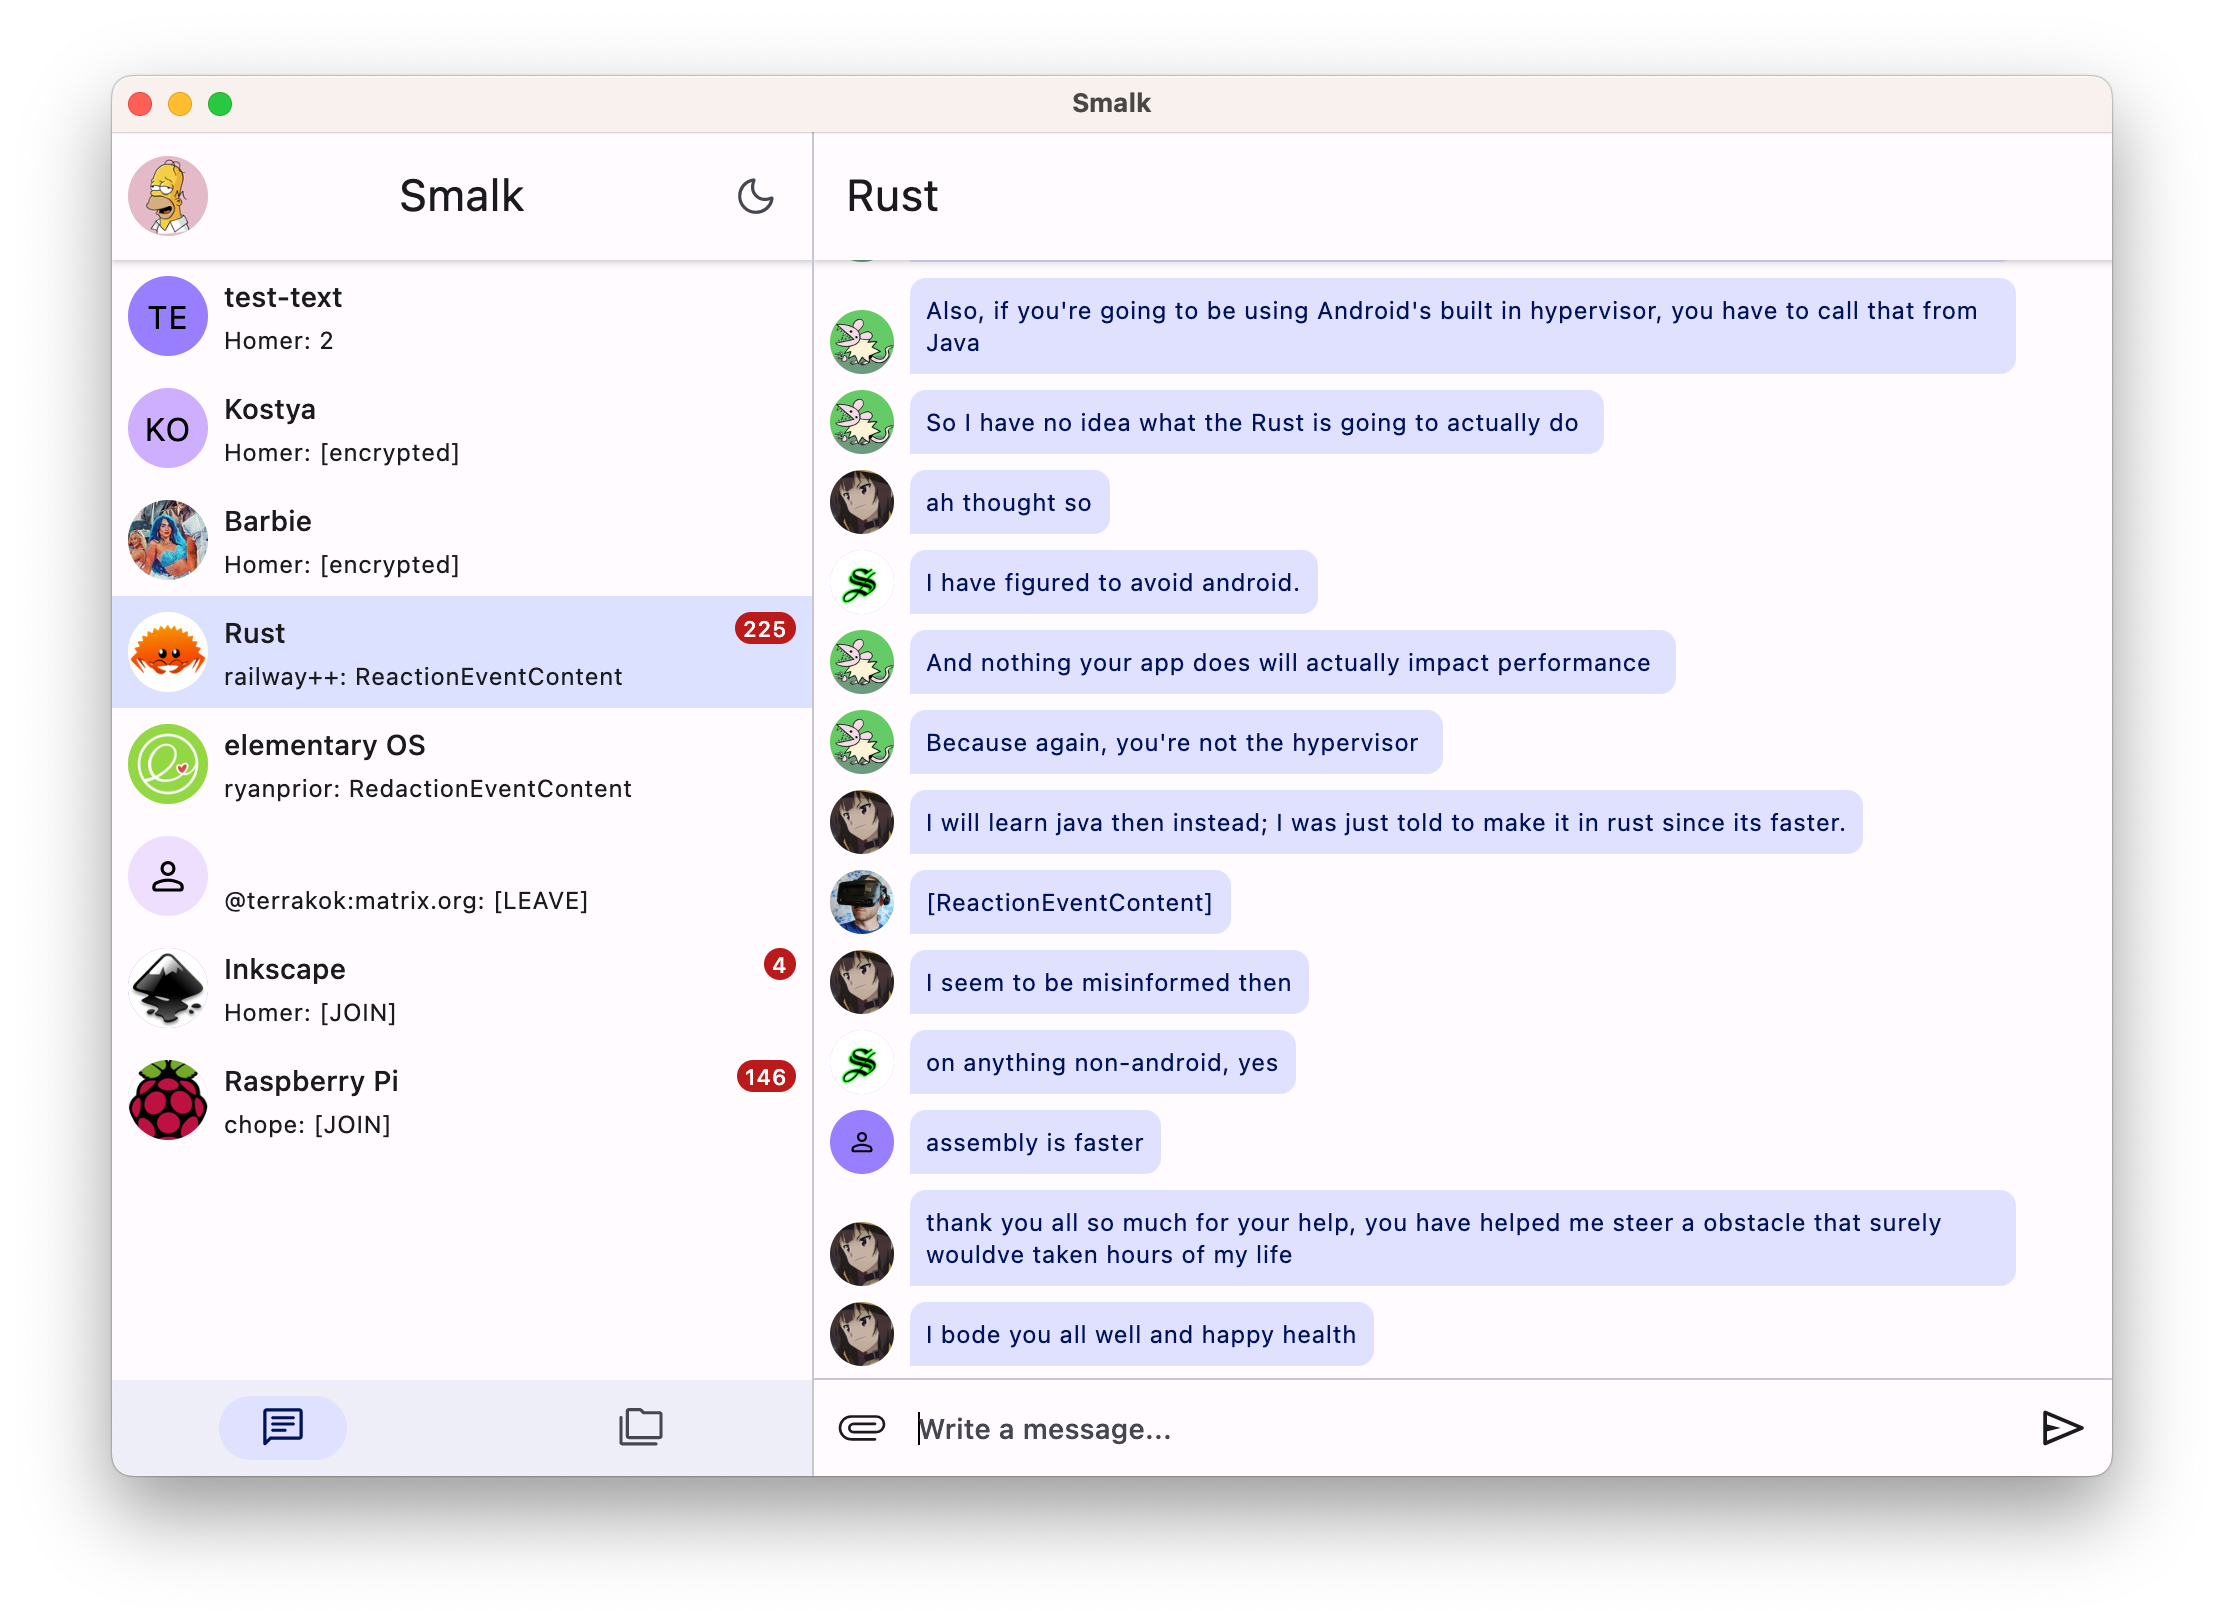 Smalk
Smalk
TE
test-text
Homer: 2
KO
Kostya
Homer: [encrypted]
Barbie
Homer: [encrypted]
Rust
225
railway++: ReactionEventContent
elementary OS
ryanprior: RedactionEventContent
@terrakok:matrix.org: [LEAVE]
Inkscape
4
Homer: [JOIN]
Raspberry Pi
146
chope: [JOIN]
Rust
Also, if you're going to be using Android's built in hypervisor, you have to call that from
Java
So I have no idea what the Rust is going to actually do
ah thought so
I have figured to avoid android.
And nothing your app does will actually impact performance
Because again, you're not the hypervisor
I will learn java then instead; I was just told to make it in rust since its faster.
[ReactionEventContent]
I seem to be misinformed then
on anything non-android, yes
assembly is faster
thank you all so much for your help, you have helped me steer a obstacle that surely
wouldve taken hours of my life
I bode you all well and happy health
Write a message...